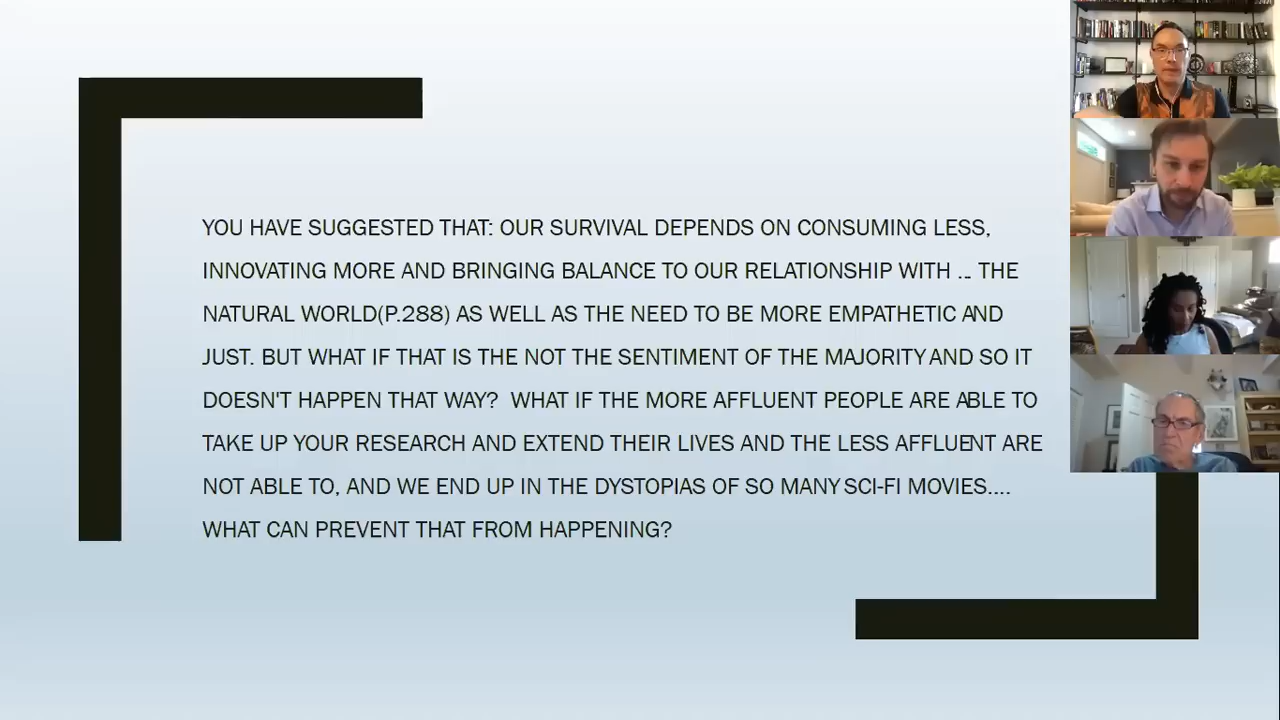 YOU HAVE SUGGESTED THAT: OUR SURVIVAL DEPENDS ON CONSUMING LESS,
INNOVATING MORE AND BRINGING BALANCE TO OUR RELATIONSHIP WITH ... THE
NATURAL WORLD(P.288) AS WELL AS THE NEED TO BE MORE EMPATHETIC AND
JUST. BUT WHAT IF THAT IS THE NOT THE SENTIMENT OF THE MAJORITY AND SO IT
DOESN'T HAPPEN THAT WAY? WHAT IF THE MORE AFFLUENT PEOPLE ARE ABLE TO
TAKE UP YOUR RESEARCH AND EXTEND THEIR LIVES AND THE LESS AFFLUENT ARE
NOT ABLE TO, AND WE END UP IN THE DYSTOPIAS OF SO MANY SCI-FI MOVIES....
WHAT CAN PREVENT THAT FROM HAPPENING?